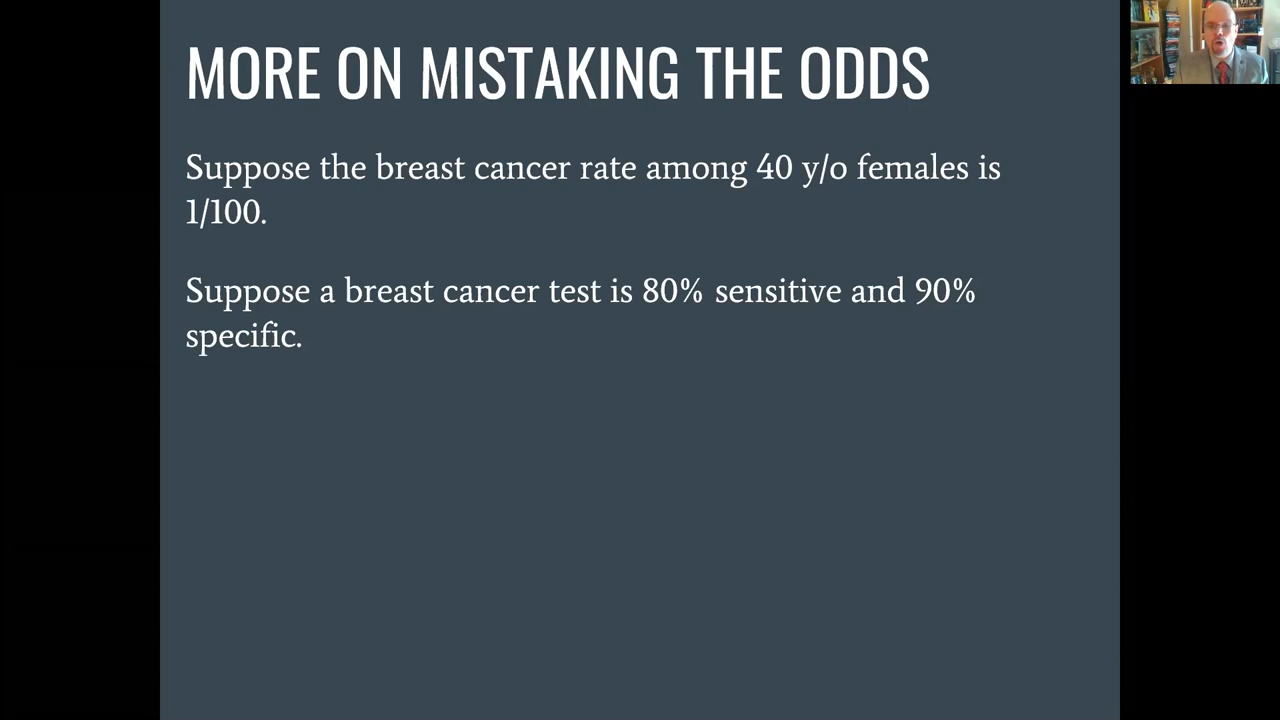 MORE ON MISTAKING THE ODDS
Suppose the breast cancer rate among 40 y/o females is
1/100.
Suppose a breast cancer test is 80% sensitive and 90%
specific.